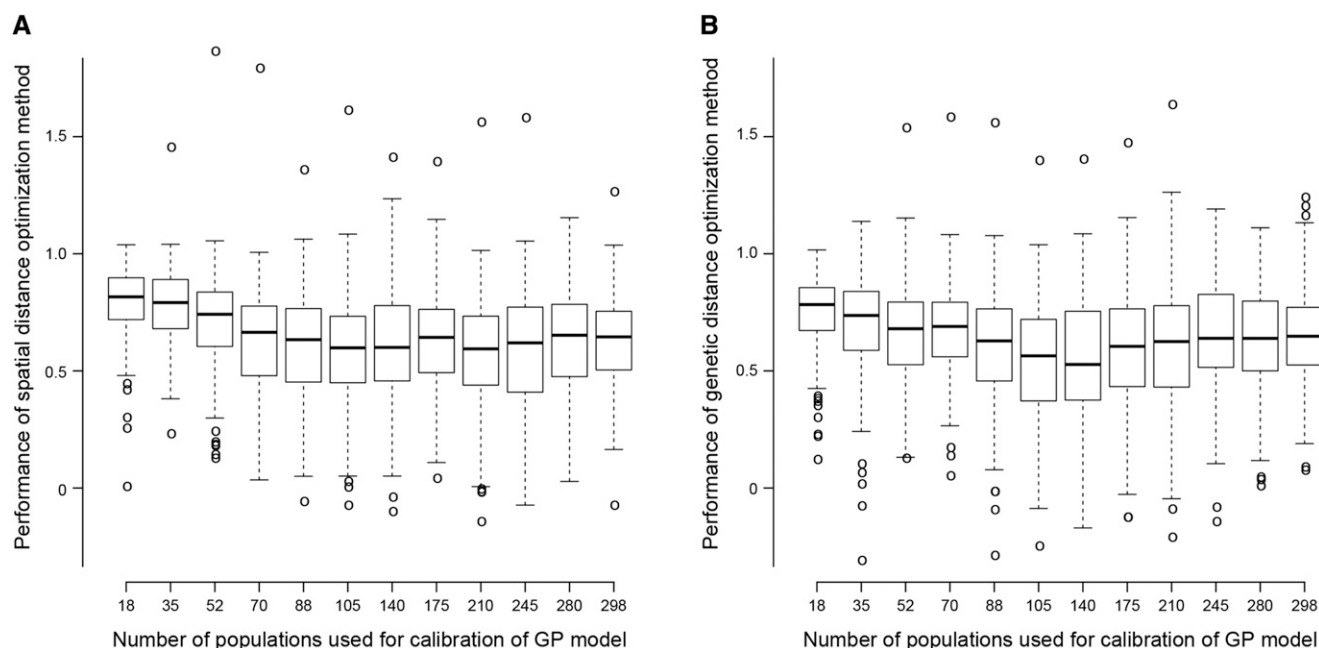 A
Performance of spatial distance optimization method
1.5
1.0
0.5
0
18 35 52 70 88 105 140 175 210 245 280 298
Number of populations used for calibration of GP model
B
Performance of genetic distance optimization method
1.5
1.0
0.5
0
18 35 52 70 88 105 140 175 210 245 280 298
Number of populations used for calibration of GP model